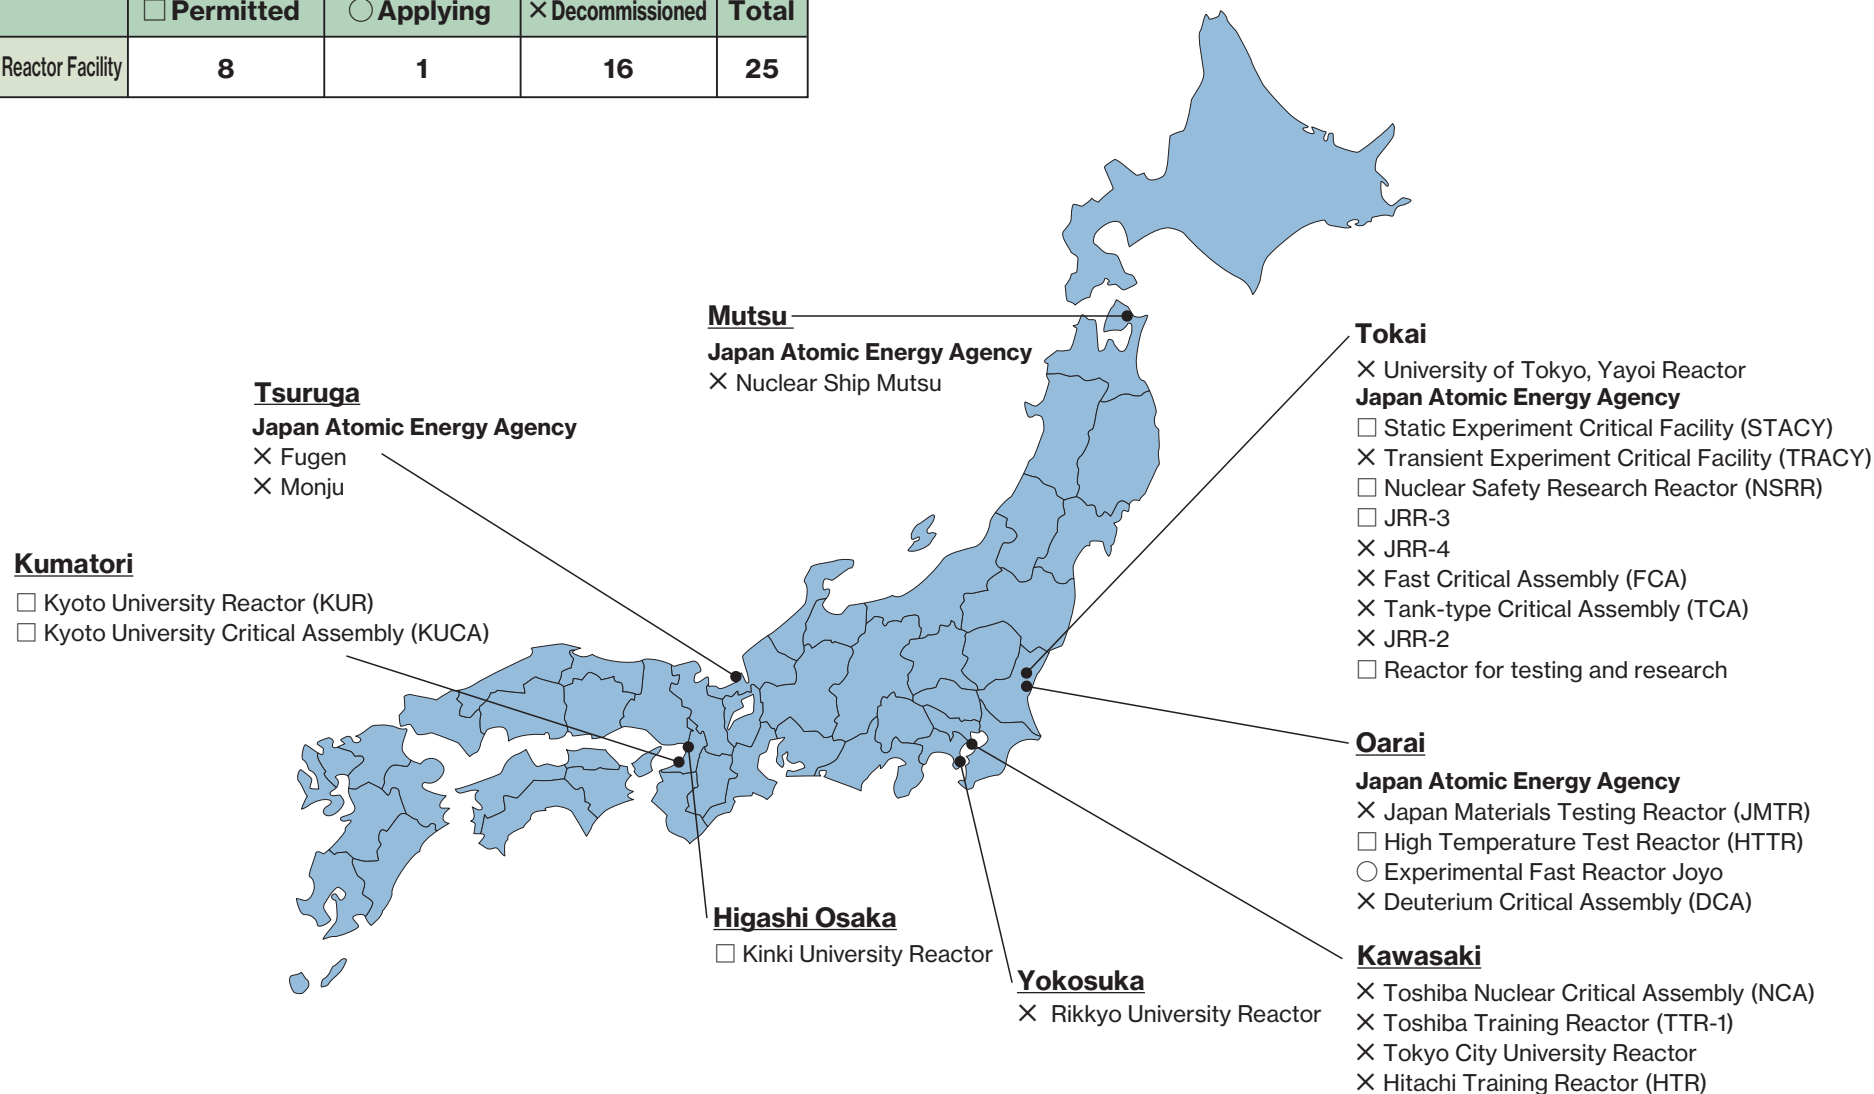 □ Permitted ○ Applying × Decommissioned Total
Reactor Facility 8 1 16 25
Mutsu
Japan Atomic Energy Agency
× Nuclear Ship Mutsu
Tsuruga
Japan Atomic Energy Agency
× Fugen
× Monju
Kumatori
□ Kyoto University Reactor (KUR)
□ Kyoto University Critical Assembly (KUCA)
Higashi Osaka
□ Kinki University Reactor
Yokosuka
× Rikkyo University Reactor
Tokai
× University of Tokyo, Yayoi Reactor
Japan Atomic Energy Agency
□ Static Experiment Critical Facility (STACY)
× Transient Experiment Critical Facility (TRACY)
□ Nuclear Safety Research Reactor (NSRR)
□ JRR-3
× JRR-4
× Fast Critical Assembly (FCA)
× Tank-type Critical Assembly (TCA)
× JRR-2
□ Reactor for testing and research
Oarai
Japan Atomic Energy Agency
× Japan Materials Testing Reactor (JMTR)
□ High Temperature Test Reactor (HTTR)
○ Experimental Fast Reactor Joyo
× Deuterium Critical Assembly (DCA)
Kawasaki
× Toshiba Nuclear Critical Assembly (NCA)
× Toshiba Training Reactor (TTR-1)
× Tokyo City University Reactor
× Hitachi Training Reactor (HTR)